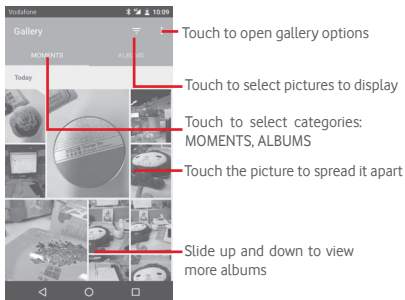 Vodafone 10:09
Gallery
MOMENTS ALBUMS
Today
Touch to open gallery options
Touch to select pictures to display
Touch to select categories:
MOMENTS, ALBUMS
Touch the picture to spread it apart
Slide up and down to view
more albums